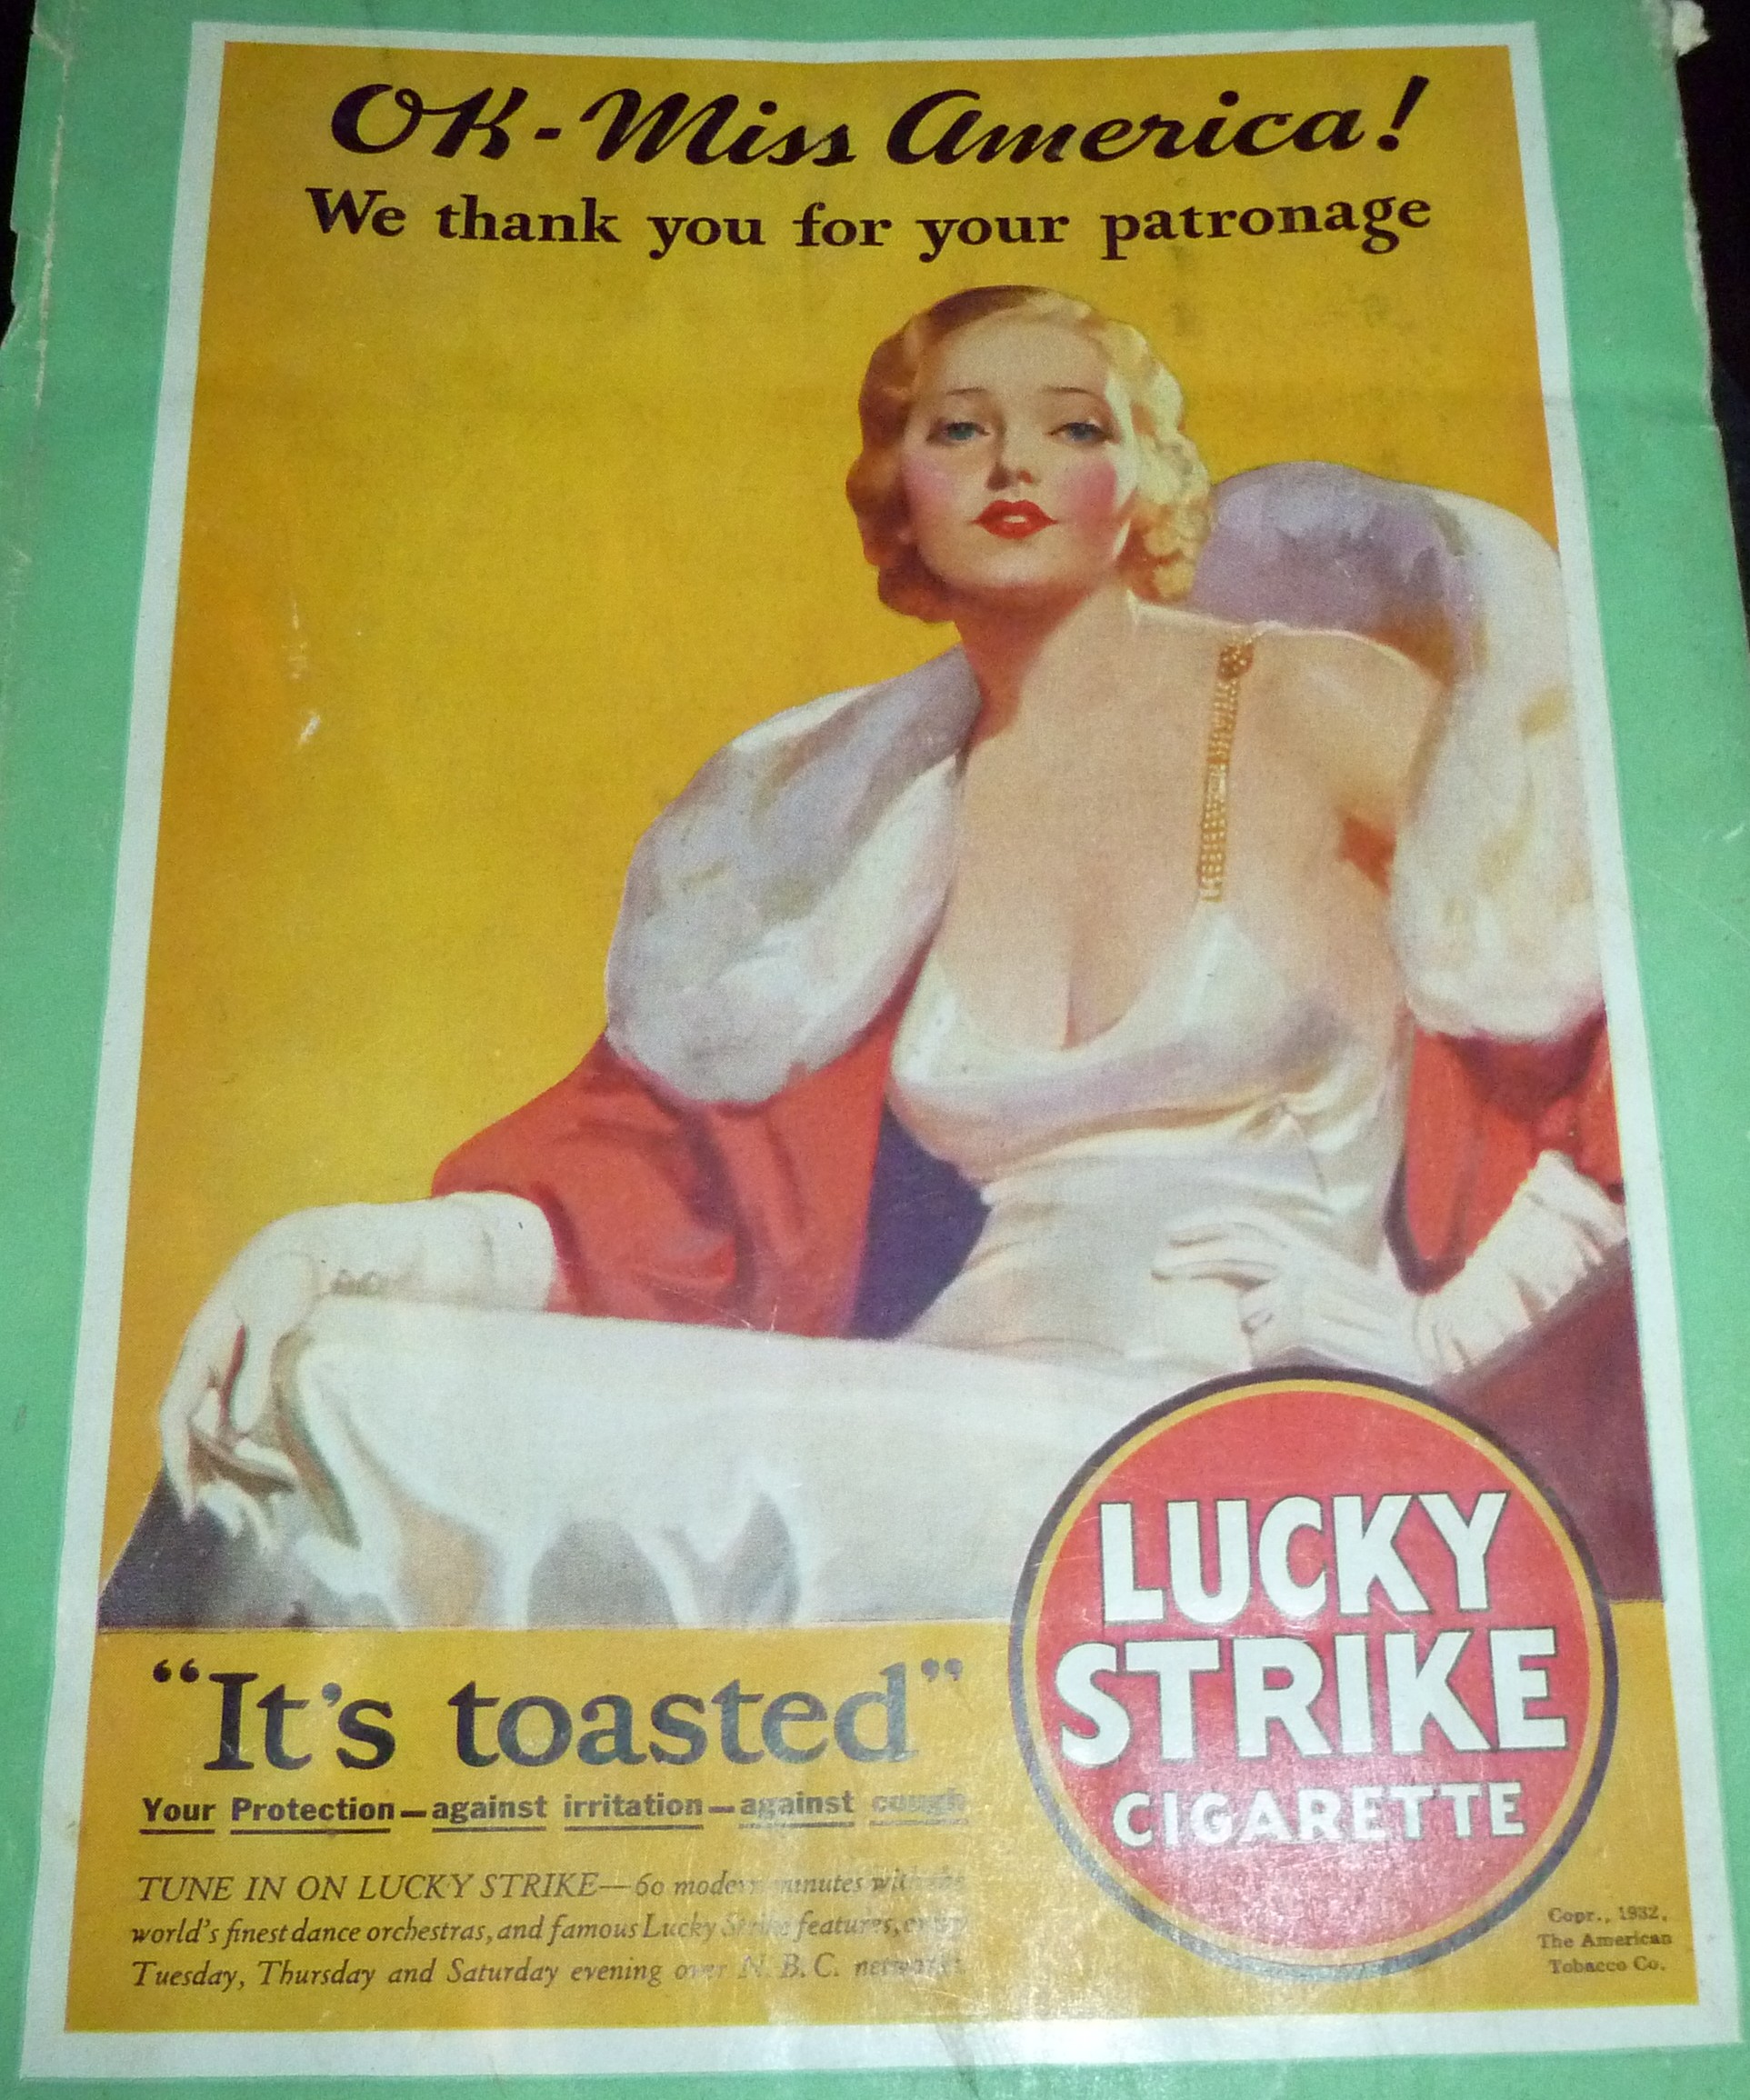 OK-Miss America!
We thank you for your patronage
"It's toasted"
Your Protection—against irritation—against cough
TUNE IN ON LUCKY STRIKE—60 modern minutes with the
world's finest dance orchestras, and famous Lucky Strike features, every
Tuesday, Thursday and Saturday evening over N.B.C. networks.
LUCKY
STRIKE
CIGARETTE
Copr., 1932,
The American
Tobacco Co.